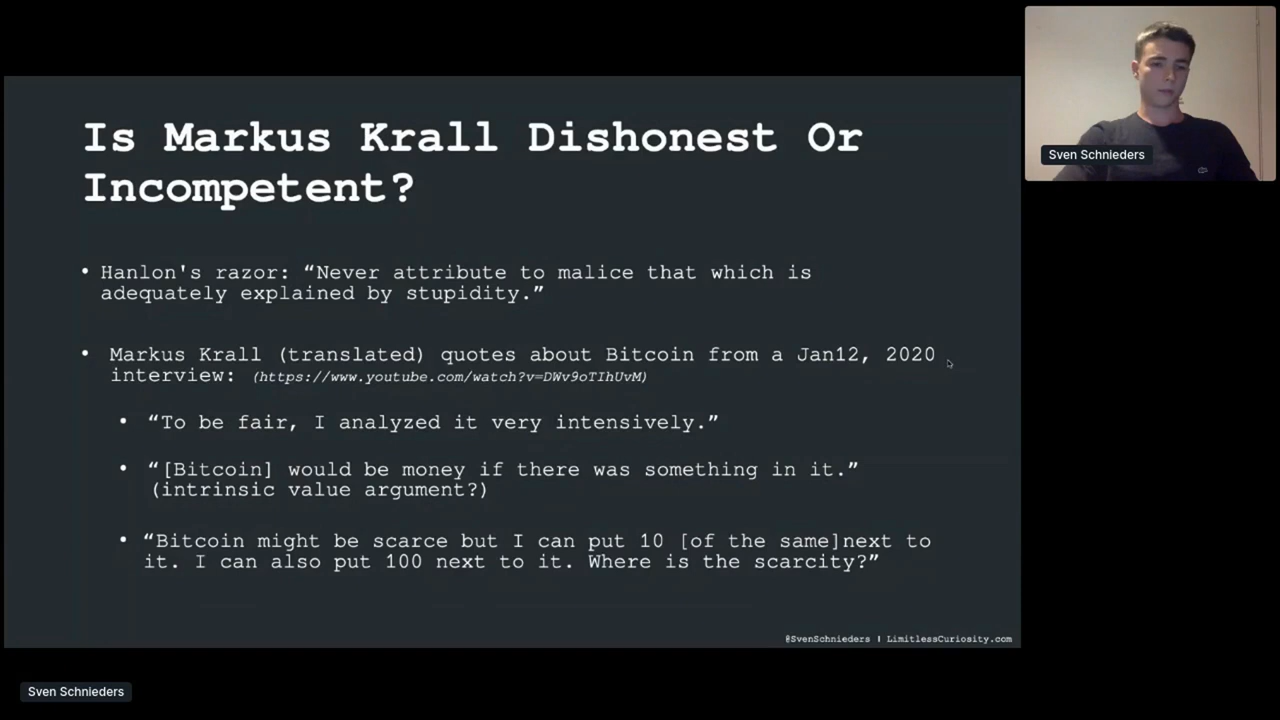 Is Markus Krall Dishonest Or
Incompetent?
• Hanlon's razor: “Never attribute to malice that which is
adequately explained by stupidity.”
• Markus Krall (translated) quotes about Bitcoin from a Jan12, 2020
interview: (https://www.youtube.com/watch?v=DWv9oTIhUvM)
• “To be fair, I analyzed it very intensively.”
• “[Bitcoin] would be money if there was something in it.”
(intrinsic value argument?)
• “Bitcoin might be scarce but I can put 10 [of the same]next to
it. I can also put 100 next to it. Where is the scarcity?”
@SvenSchnieders | LimitlessCuriosity.com
Sven Schnieders
Sven Schnieders